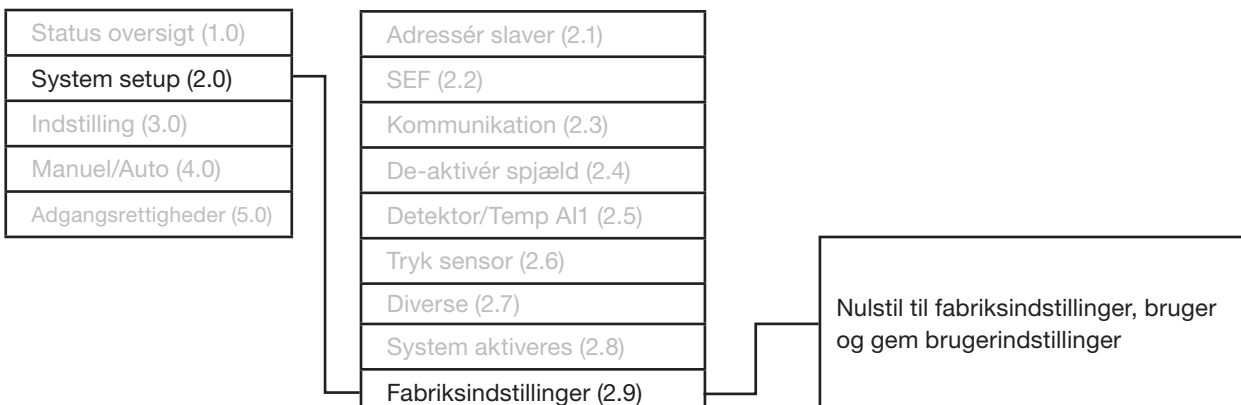 Status oversigt (1.0)
System setup (2.0)
Indstilling (3.0)
Manuel/Auto (4.0)
Adgangsrettigheder (5.0)
Adressér slaver (2.1)
SEF (2.2)
Kommunikation (2.3)
De-aktivér spjæld (2.4)
Detektor/Temp AI1 (2.5)
Tryk sensor (2.6)
Diverse (2.7)
System aktiveres (2.8)
Fabriksindstillinger (2.9)
Nulstil til fabriksindstillinger, bruger
og gem brugerindstillinger